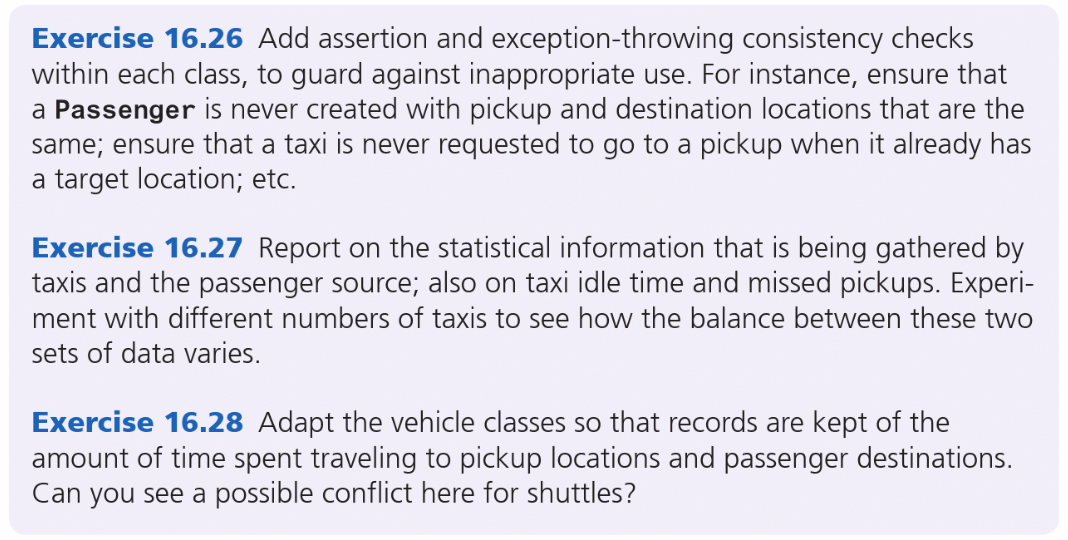 Exercise 16.26 Add assertion and exception-throwing consistency checks
within each class, to guard against inappropriate use. For instance, ensure that
a Passenger is never created with pickup and destination locations that are the
same; ensure that a taxi is never requested to go to a pickup when it already has
a target location; etc.
Exercise 16.27 Report on the statistical information that is being gathered by
taxis and the passenger source; also on taxi idle time and missed pickups. Experi-
ment with different numbers of taxis to see how the balance between these two
sets of data varies.
Exercise 16.28 Adapt the vehicle classes so that records are kept of the
amount of time spent traveling to pickup locations and passenger destinations.
Can you see a possible conflict here for shuttles?